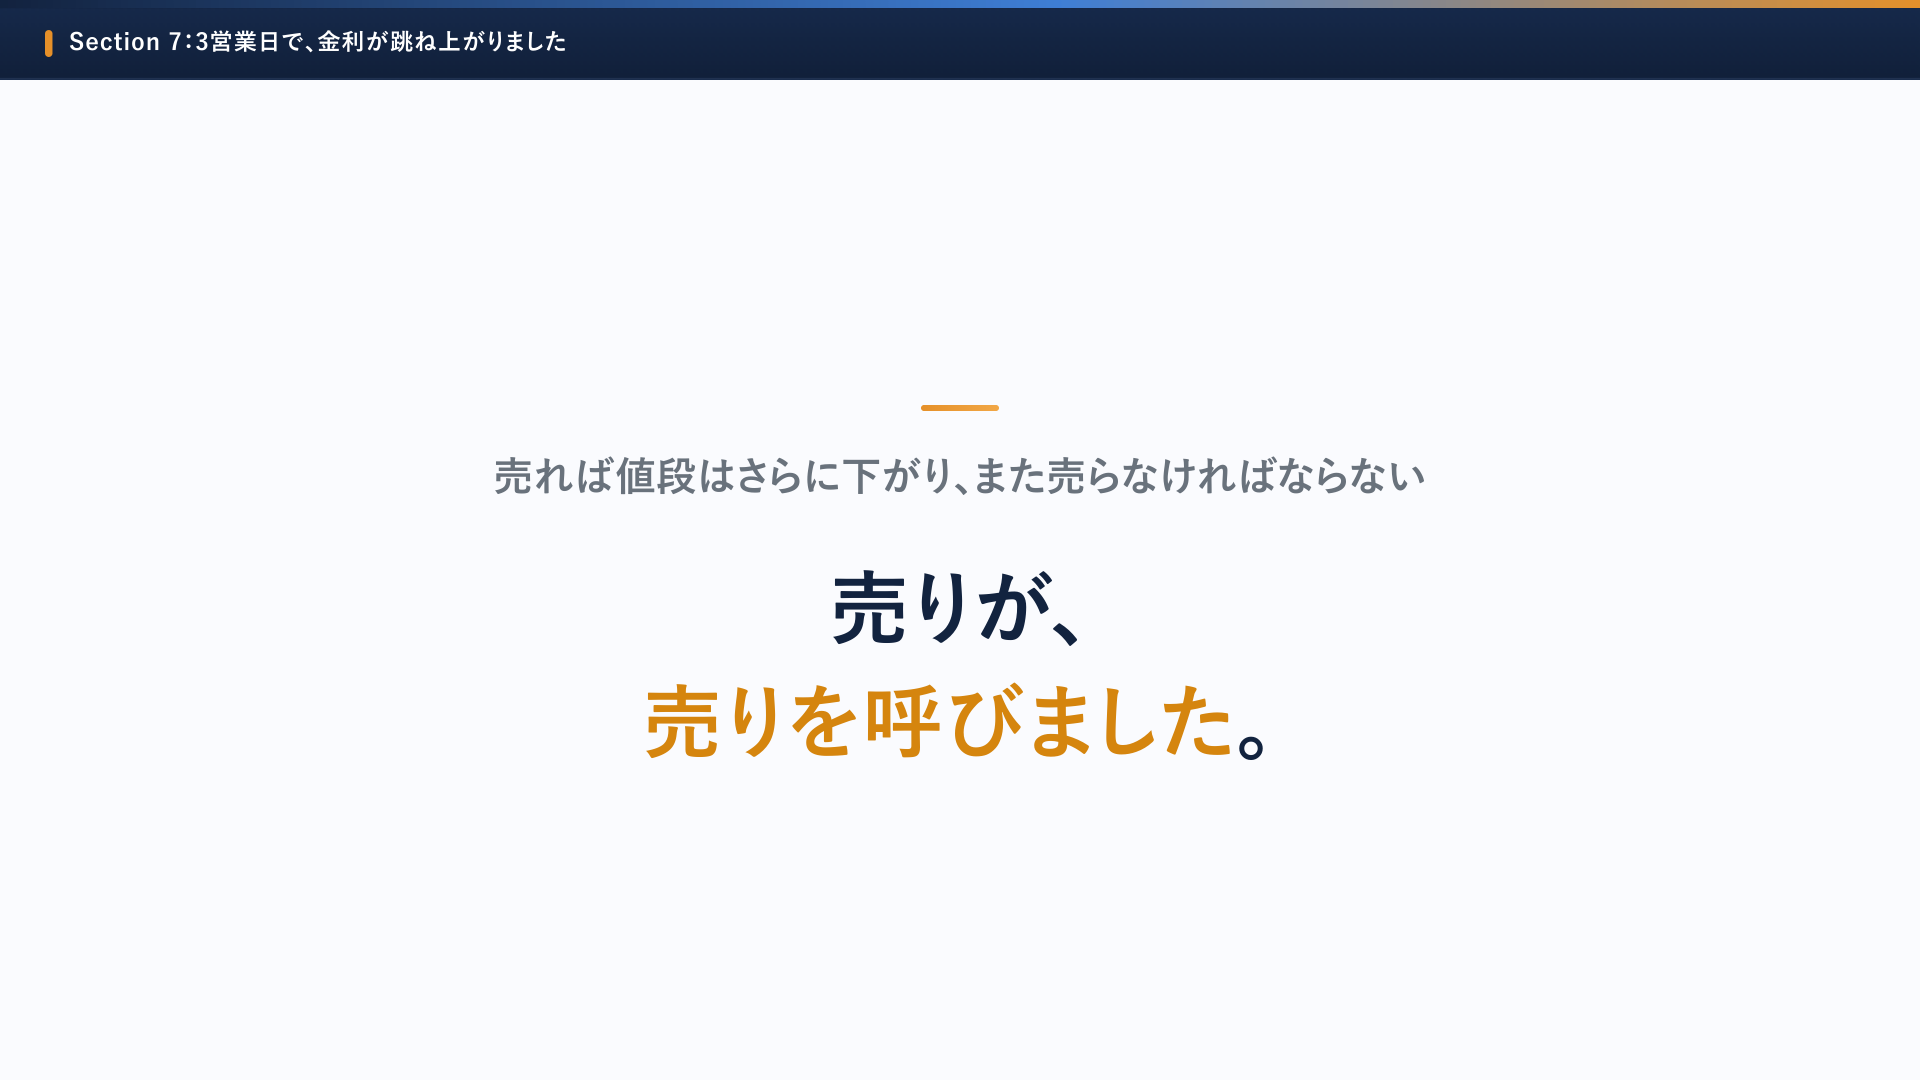 Section 7：3営業日で、金利が跳ね上がりました
売れば値段はさらに下がり、また売らなければならない
売りが、
売りを呼びました。